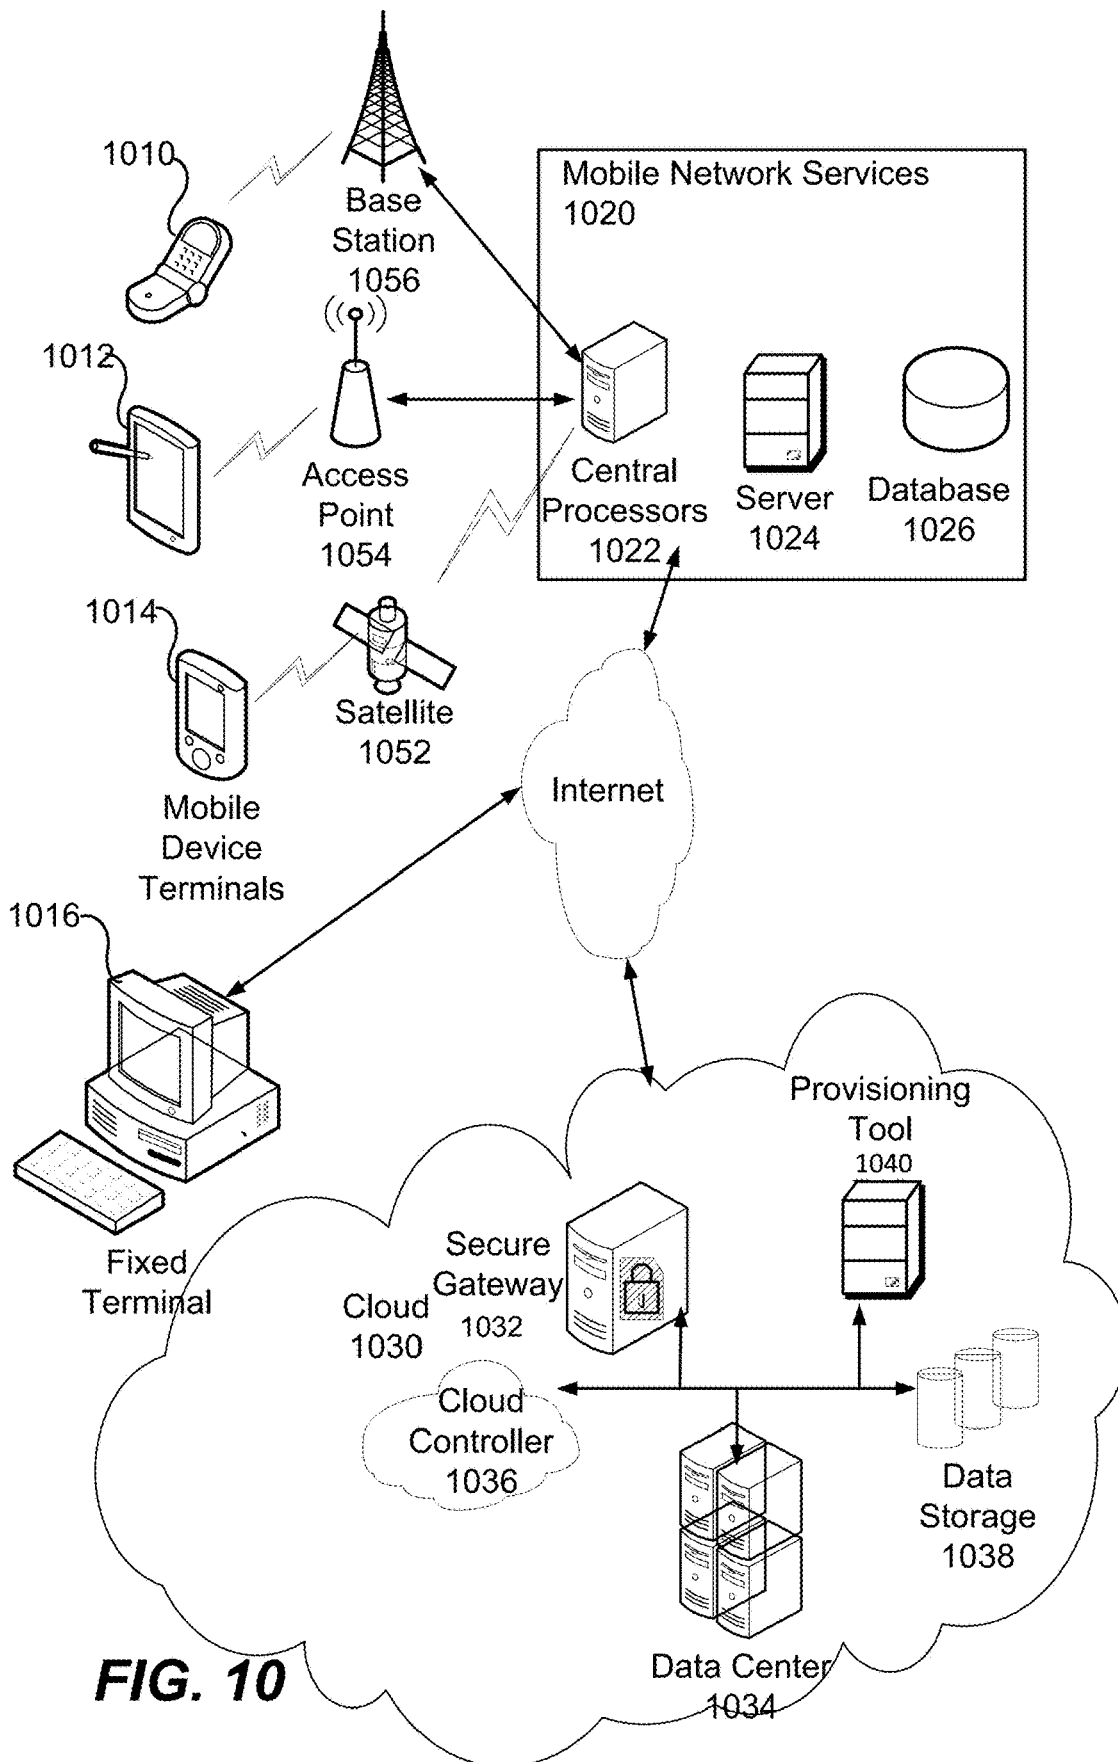 1010
Base
Station
1056
Mobile Network Services
1020
1012
Access
Point
1054
Central
Processors
1022
Server
1024
Database
1026
1014
Satellite
1052
Mobile
Device
Terminals
Internet
1016
Fixed
Terminal
Provisioning
Tool
1040
Secure
Gateway
1032
Cloud
1030
Cloud
Controller
1036
Data
Storage
1038
Data Center
1034
FIG. 10